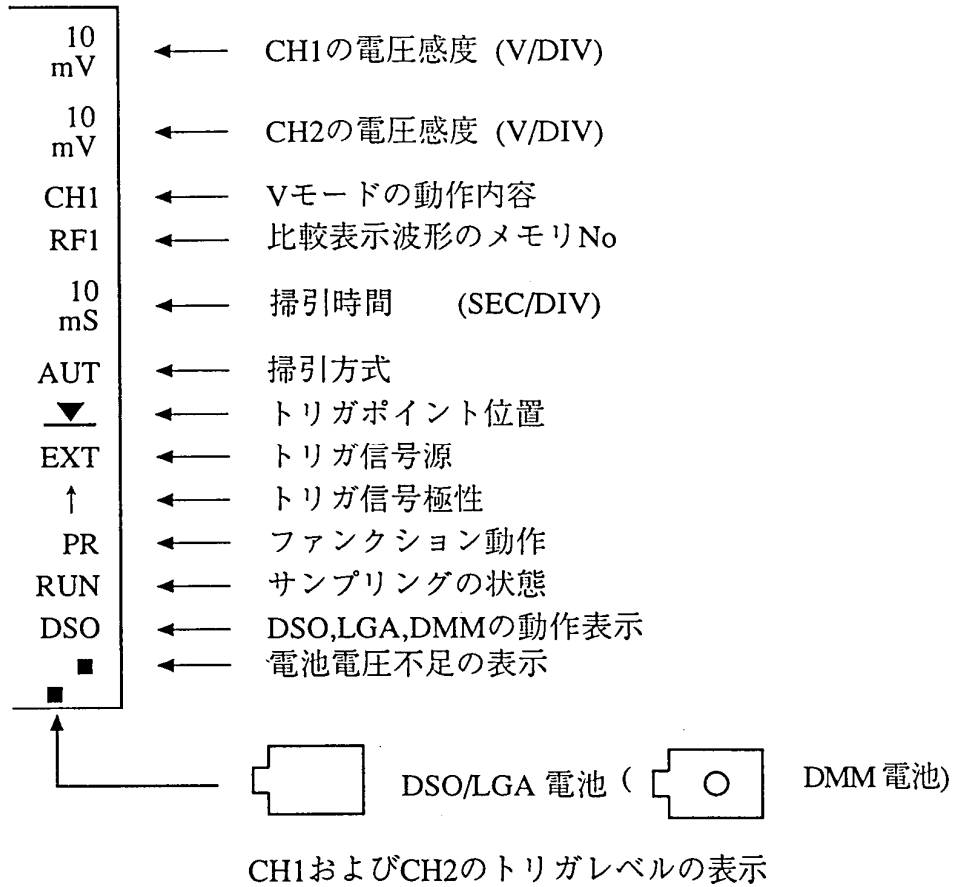 10
mV
CH1の電圧感度 (V/DIV)
10
mV
CH2の電圧感度 (V/DIV)
CH1
Vモードの動作内容
RF1
比較表示波形のメモリNo
10
mS
掃引時間 (SEC/DIV)
AUT
掃引方式
トリガポイント位置
EXT
トリガ信号源
↑
トリガ信号極性
PR
ファンクション動作
RUN
サンプリングの状態
DSO
DSO,LGA,DMMの動作表示
電池電圧不足の表示
DSO/LGA 電池 ( DMM 電池)
CH1およびCH2のトリガレベルの表示